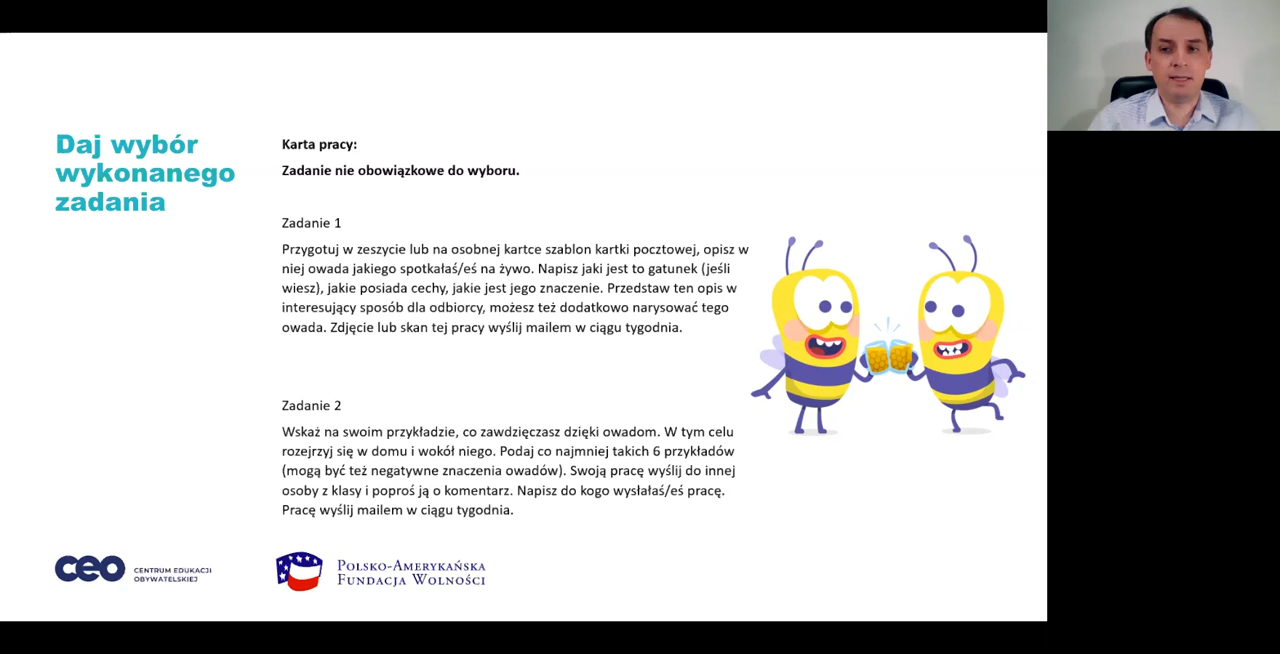 Daj wybór
wykonanego
zadania
Karta pracy:
Zadanie nie obowiązkowe do wyboru.
Zadanie 1
Przygotuj w zeszycie lub na osobnej kartce szablon kartki pocztowej, opisz w
niej owada jakiego spotkałaś/eś na żywo. Napisz jaki jest to gatunek (jeśli
wiesz), jakie posiada cechy, jakie jest jego znaczenie. Przedstaw ten opis w
interesujący sposób dla odbiorcy, możesz też dodatkowo narysować tego
owada. Zdjęcie lub skan tej pracy wyślij mailem w ciągu tygodnia.
Zadanie 2
Wskaż na swoim przykładzie, co zawdzięczasz dzięki owadom. W tym celu
rozejrzyj się w domu i wokół niego. Podaj co najmniej takich 6 przykładów
(mogą być też negatywne znaczenia owadów). Swoją pracę wyślij do innej
osoby z klasy i poproś ją o komentarz. Napisz do kogo wysłałaś/eś pracę.
Pracę wyślij mailem w ciągu tygodnia.
ceo
CENTRUM EDUKACJI
OBYWATELSKIEJ
POLSKO-AMERYKAŃSKA
FUNDACJA WOLNOŚCI